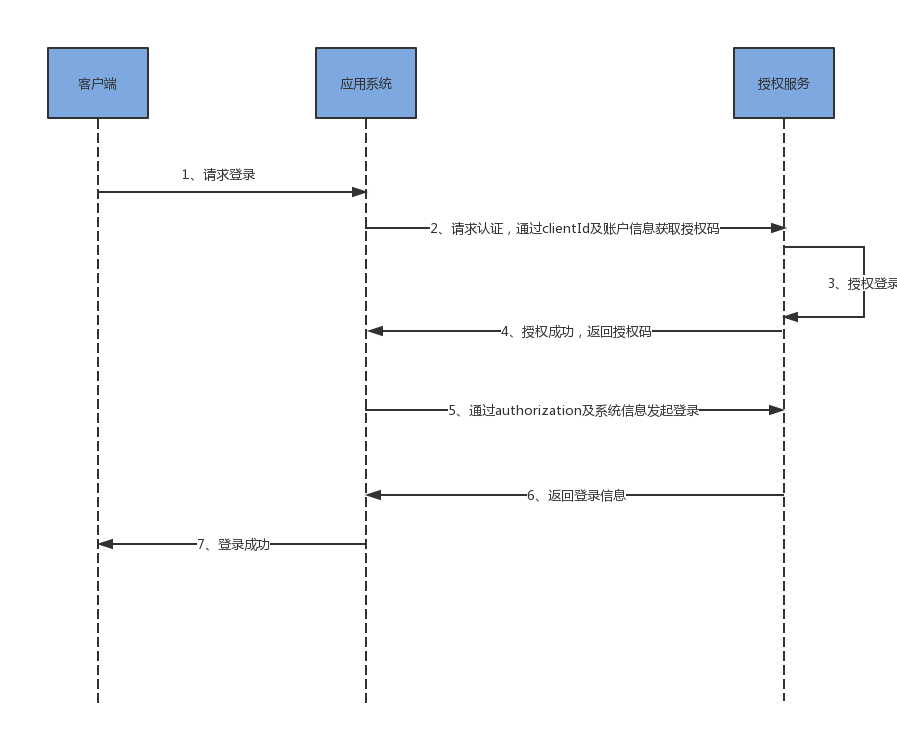 客户端
应用系统
授权服务
1、请求登录
2、请求认证，通过clientId及账户信息获取授权码
3、授权登录
4、授权成功，返回授权码
5、通过authorization及系统信息发起登录
6、返回登录信息
7、登录成功